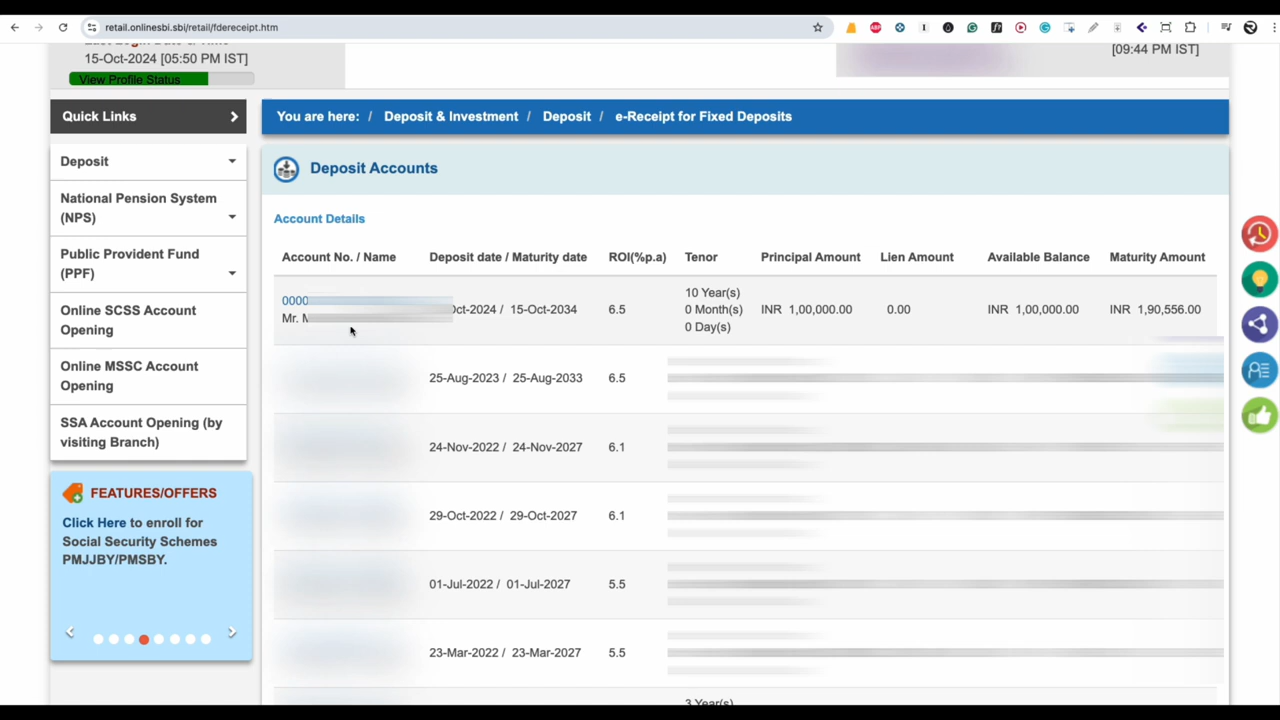 retail.onlinesbi.sbi/retail/fdereceipt.htm
15-Oct-2024 [05:50 PM IST]
[09:44 PM IST]
View Profile Status
Quick Links
You are here: / Deposit & Investment / Deposit / e-Receipt for Fixed Deposits
Deposit
National Pension System
(NPS)
Public Provident Fund
(PPF)
Online SCSS Account
Opening
Online MSSC Account
Opening
SSA Account Opening (by
visiting Branch)
FEATURES/OFFERS
Click Here to enroll for
Social Security Schemes
PMJJBY/PMSBY.
Deposit Accounts
Account Details
Account No. / Name Deposit date / Maturity date ROI(%p.a) Tenor Principal Amount Lien Amount Available Balance Maturity Amount
0000
Mr.
-2024 / 15-Oct-2034 6.5
10 Year(s)
0 Month(s)
0 Day(s)
INR 1,00,000.00 0.00 INR 1,00,000.00 INR 1,90,556.00
25-Aug-2023 / 25-Aug-2033 6.5
24-Nov-2022 / 24-Nov-2027 6.1
29-Oct-2022 / 29-Oct-2027 6.1
01-Jul-2022 / 01-Jul-2027 5.5
23-Mar-2022 / 23-Mar-2027 5.5
3 Year(s)